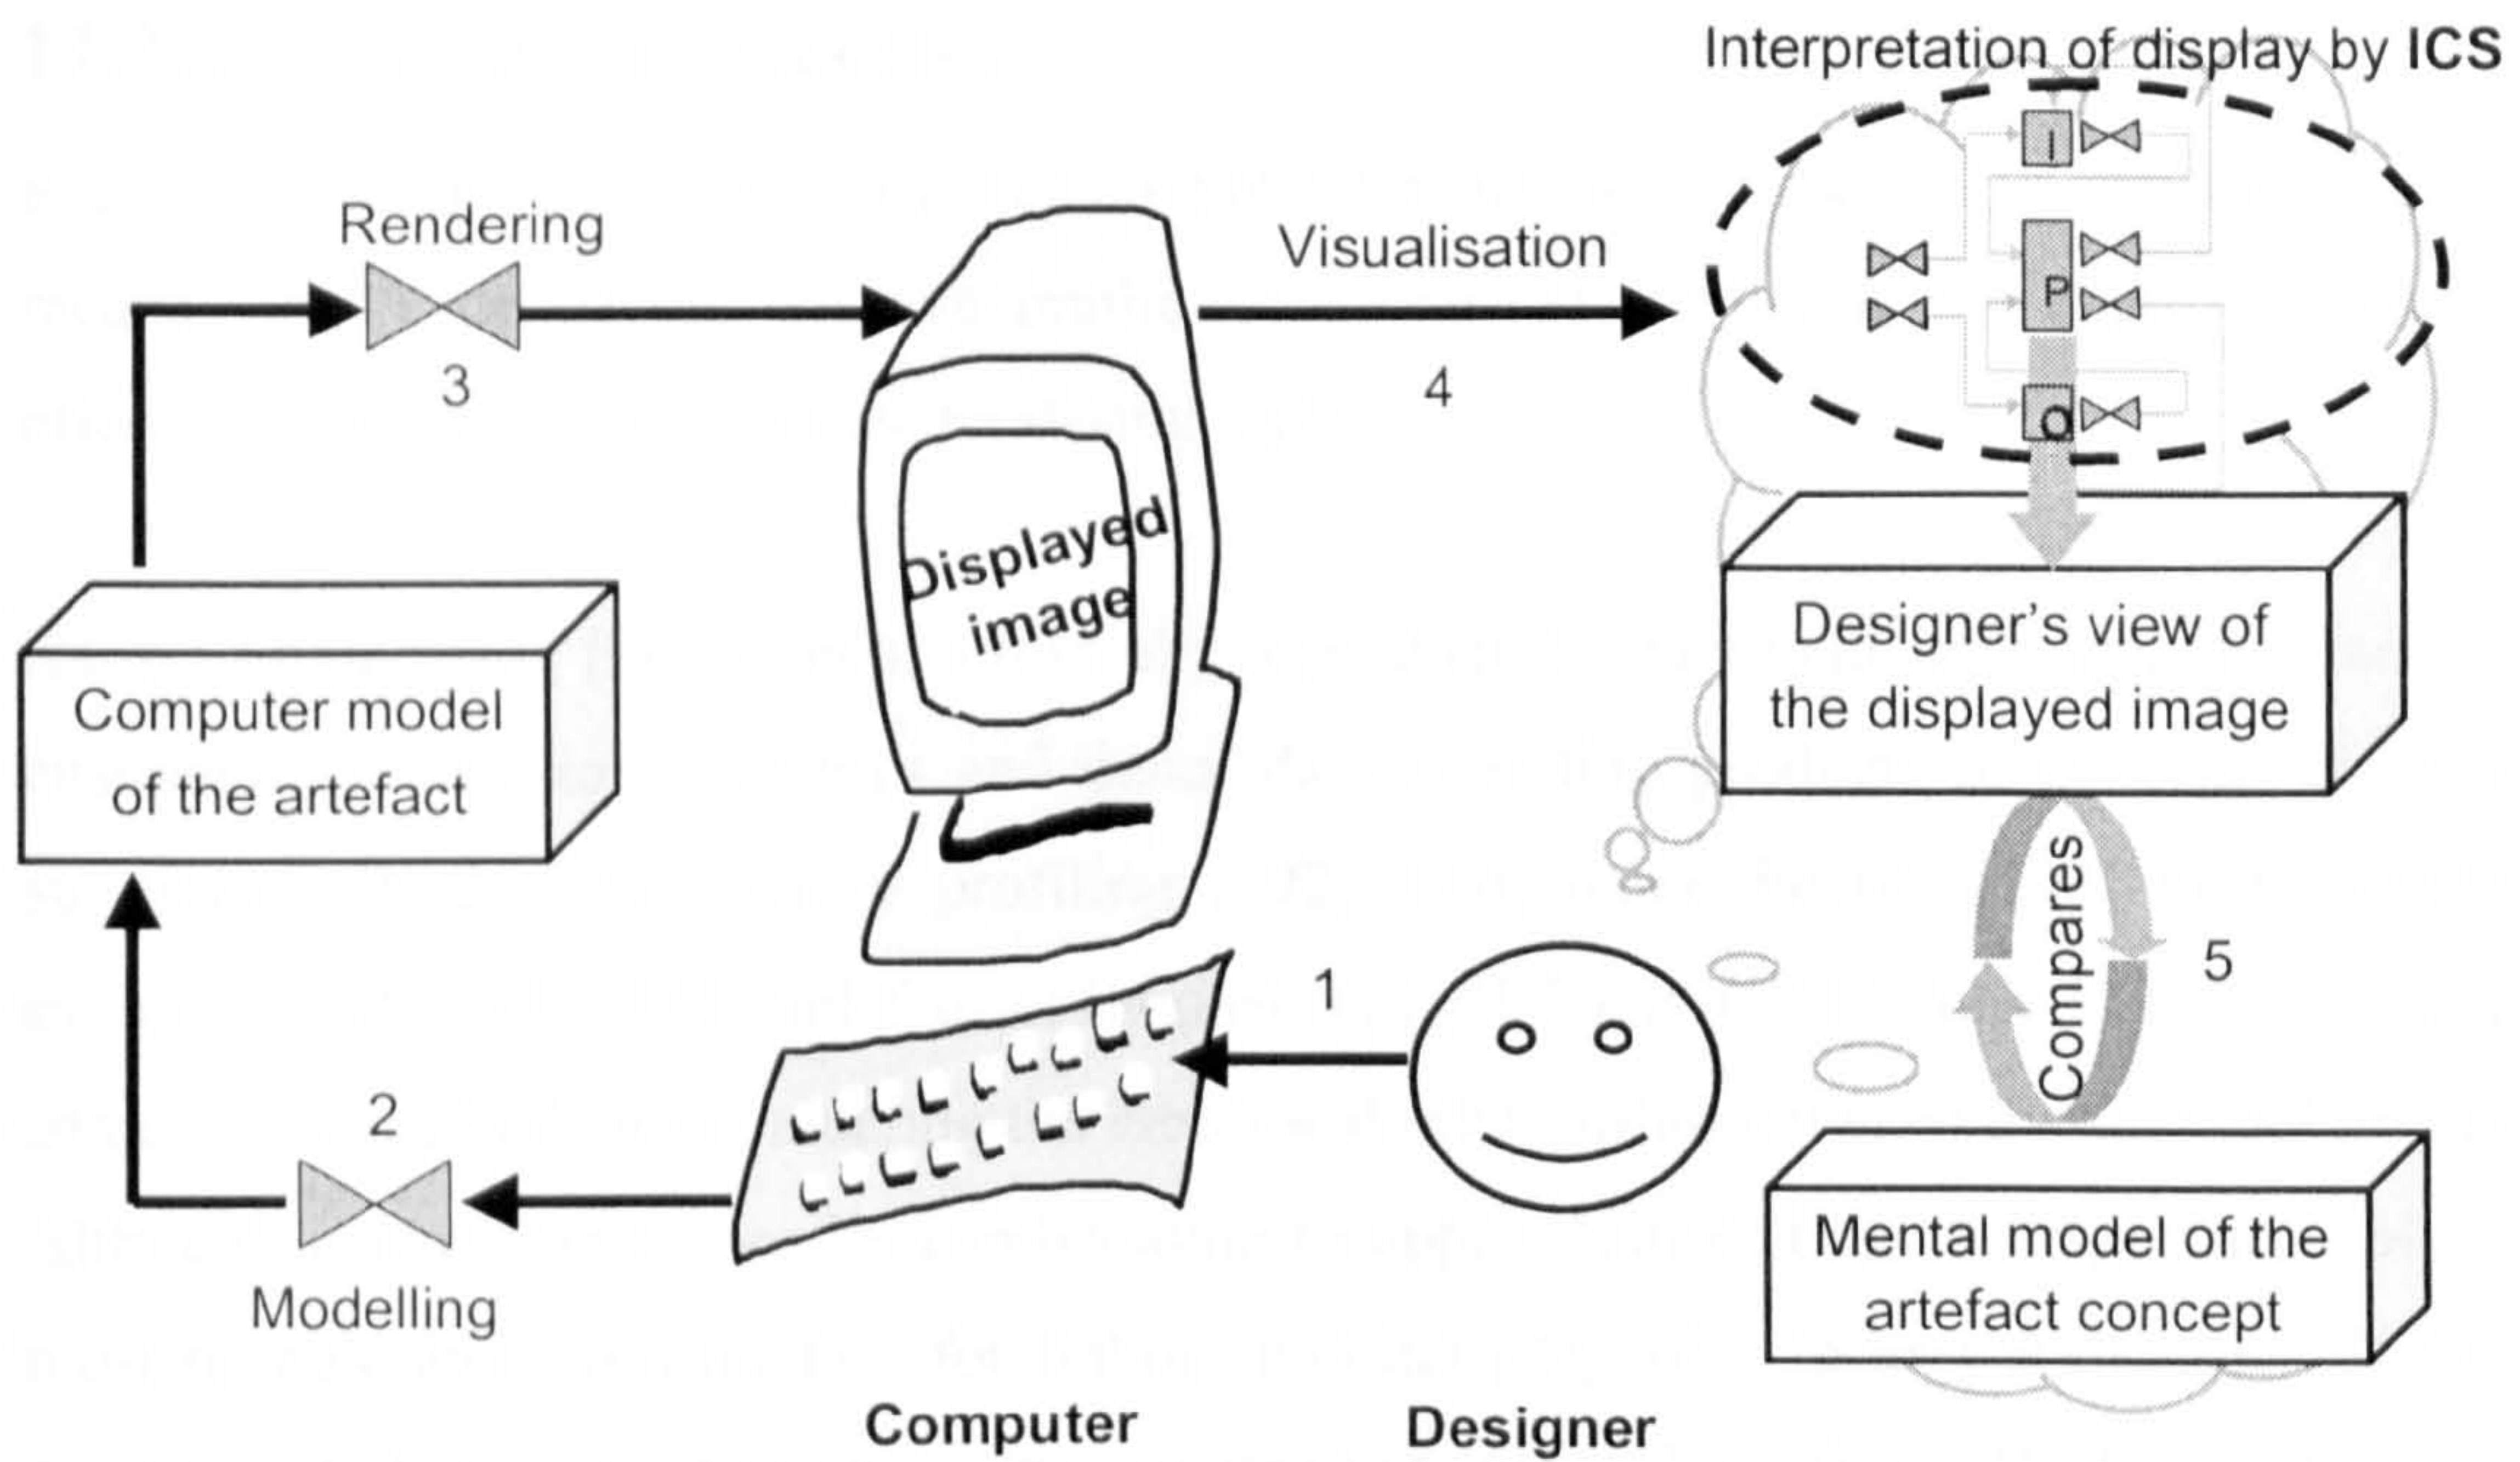 Interpretation of display by ICS
I
P
O
Rendering
3
Visualisation
4
Displayed
image
Computer model
of the artefact
Designer's view of
the displayed image
Compares
5
1
2
Modelling
Mental model of the
artefact concept
Computer
Designer